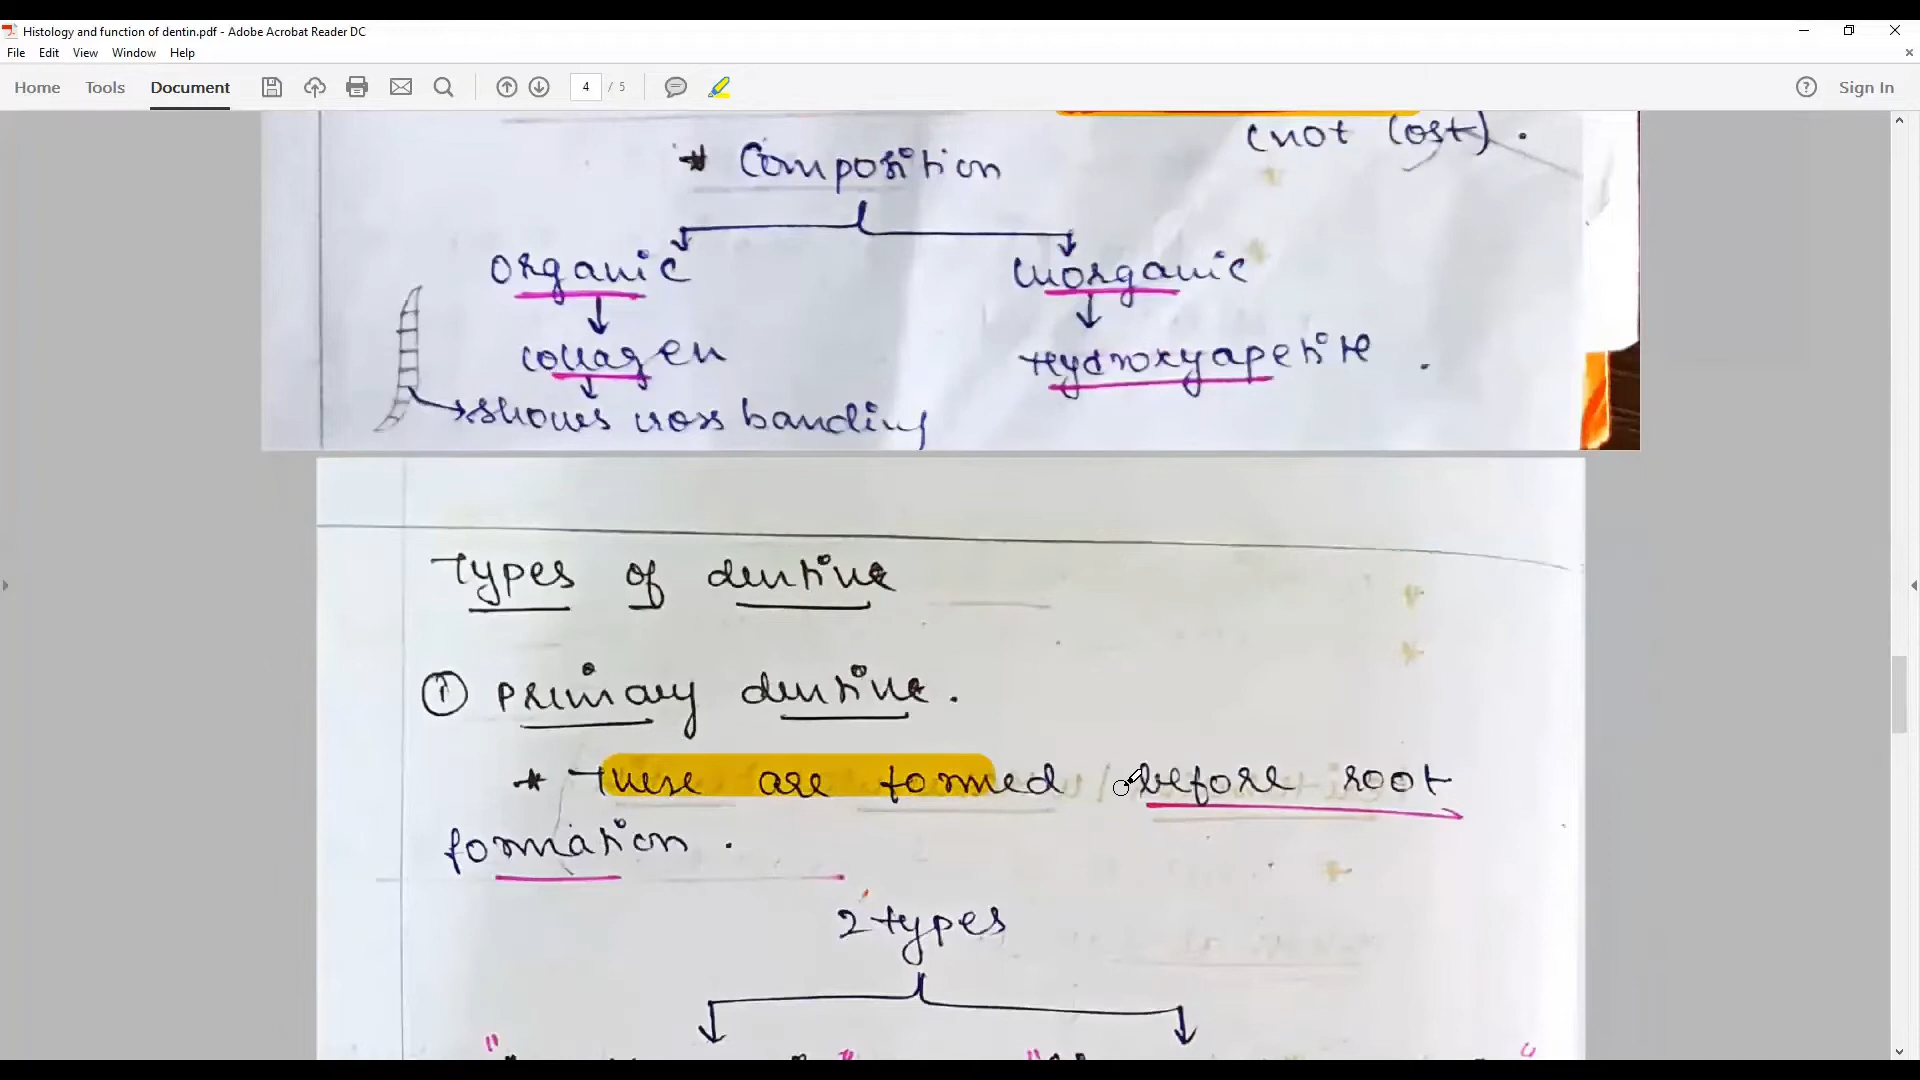 Histology and function of dentin.pdf - Adobe Acrobat Reader DC
File Edit View Window Help
Home Tools Document 4 / 5 Sign In
(not lost).
* Composition
Organic Inorganic
Collagen Hydroxyapetite .
shows cross banding
Types of dentine
① Primary dentine.
* These are formed before root
formation.
2 types